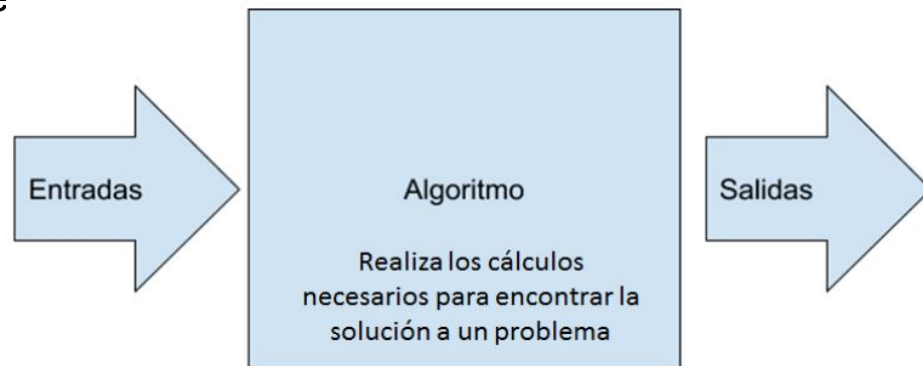 Entradas
Algoritmo
Realiza los cálculos
necesarios para encontrar la
solución a un problema
Salidas